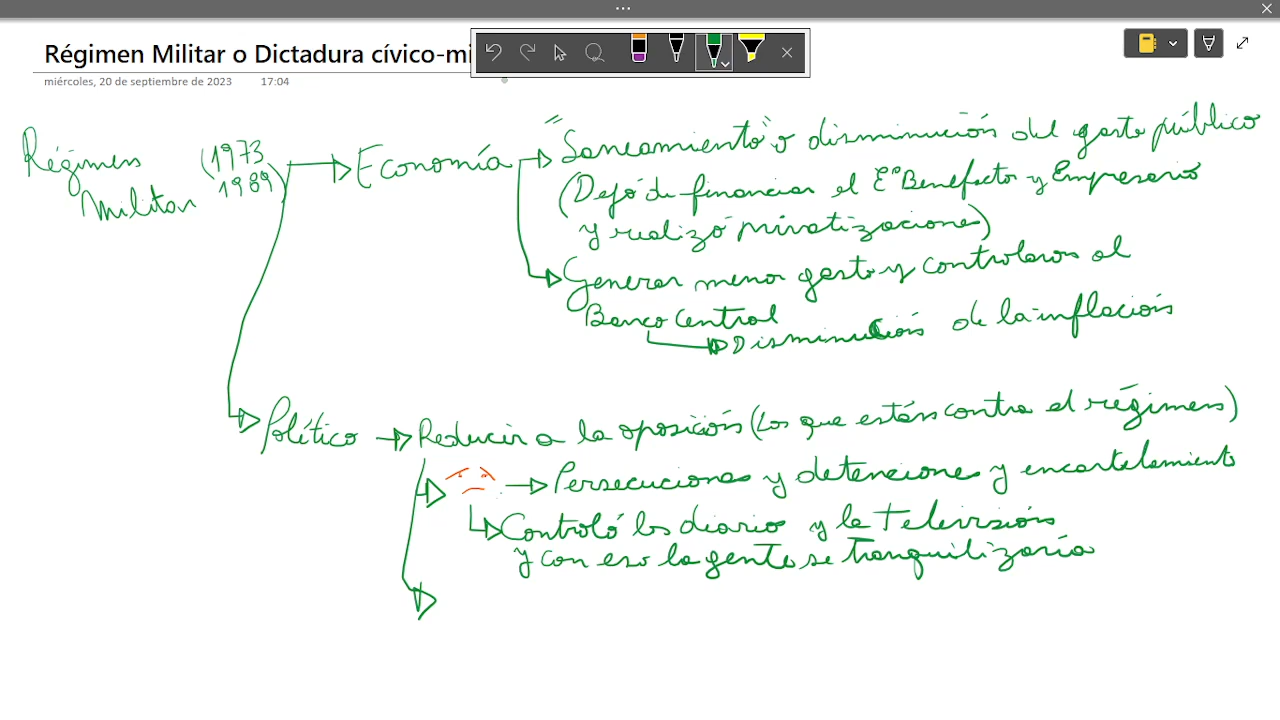 Régimen Militar o Dictadura cívico-mi
miércoles, 20 de septiembre de 2023 17:04
Régimen Militar (1973 1989)
Economía
"Saneamiento" o disminución del gasto público
(Dejó de financiar el E° Benefactor y Empresario
y realizó privatizaciones)
Generar menor gasto y controlaron al
Banco Central
Disminución de la inflación
Político
Reducir a la oposición (Los que están contra el régimen)
Persecuciones y detenciones y encartelamiento
Controló los diarios y la Televisión
y con eso la gente se tranquilizaría